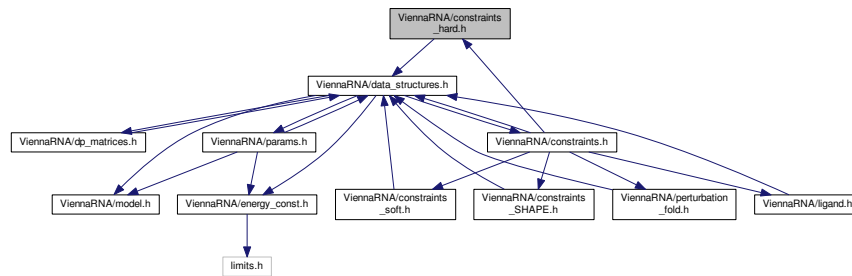 ViennaRNA/constraints
_hard.h
ViennaRNA/data_structures.h
ViennaRNA/dp_matrices.h
ViennaRNA/params.h
ViennaRNA/constraints.h
ViennaRNA/model.h
ViennaRNA/energy_const.h
ViennaRNA/constraints
_soft.h
ViennaRNA/constraints
_SHAPE.h
ViennaRNA/perturbation
_fold.h
ViennaRNA/ligand.h
limits.h